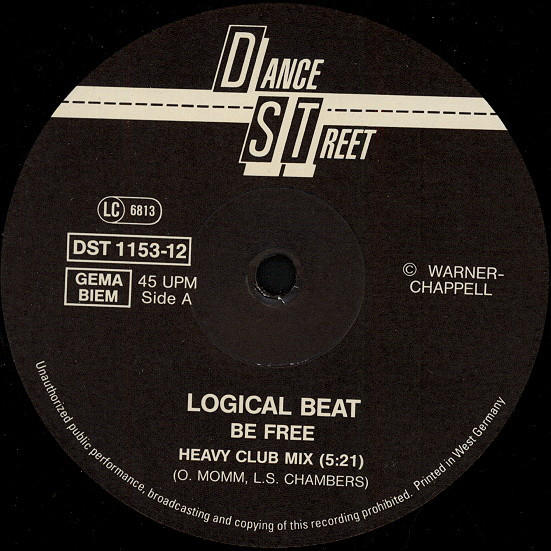 DANCE
STREET
LC 6813
DST 1153-12
GEMA
BIEM
45 UPM
Side A
© WARNER-
CHAPPELL
LOGICAL BEAT
BE FREE
HEAVY CLUB MIX (5:21)
(O. MOMM, L.S. CHAMBERS)
Unauthorized public performance, broadcasting and copying of this recording prohibited. Printed in West Germany